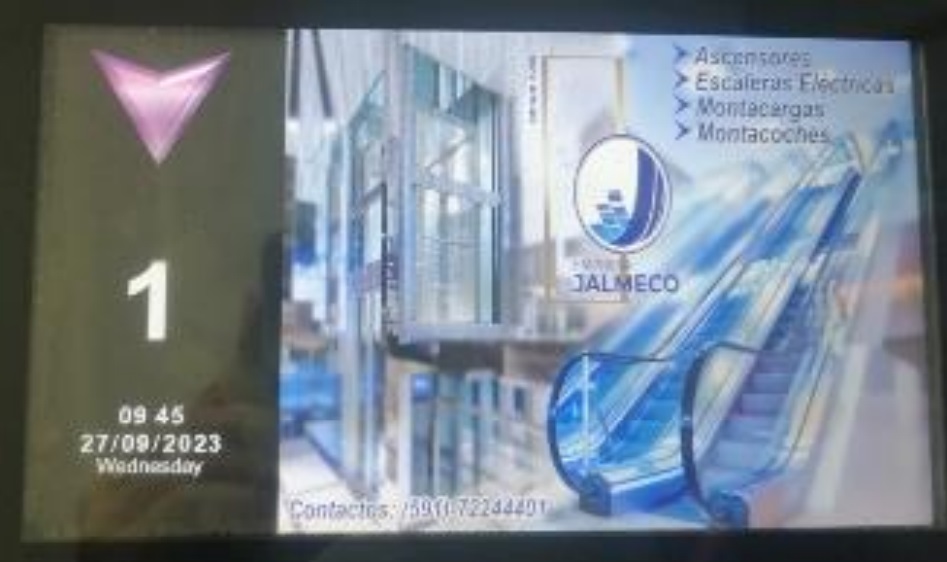 1
09 45
27/09/2023
Wednesday
Ascensores
Escaleras Electricas
Montacargas
Montacoches
JALMECO
Contactos: (591) 72244401